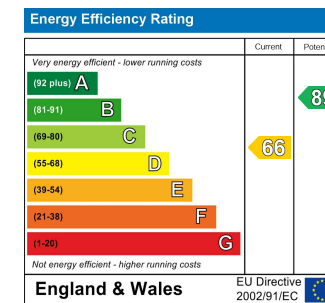 Energy Efficiency Rating
Current
Very energy efficient - lower running costs
(92 plus) A
(81-91) B
(69-80) C
(55-68) D
(39-54) E
(21-38) F
(1-20) G
66
Not energy efficient - higher running costs
England & Wales
EU Directive
2002/91/EC